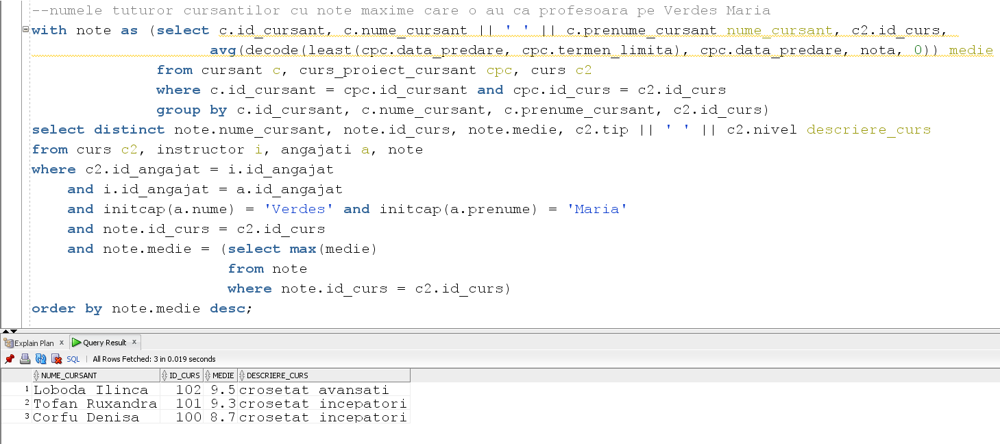 --numele tuturor cursantilor cu note maxime care o au ca profesoara pe Verdes Maria
with note as (select c.id_cursant, c.nume_cursant || ' ' || c.prenume_cursant nume_cursant, c2.id_curs,
avg(decode(least(cpc.data_predare, cpc.termen_limita), cpc.data_predare, nota, 0)) medie
from cursant c, curs_proiect_cursant cpc, curs c2
where c.id_cursant = cpc.id_cursant and cpc.id_curs = c2.id_curs
group by c.id_cursant, c.nume_cursant, c.prenume_cursant, c2.id_curs)
select distinct note.nume_cursant, note.id_curs, note.medie, c2.tip || ' ' || c2.nivel descriere_curs
from curs c2, instructor i, angajati a, note
where c2.id_angajat = i.id_angajat
and i.id_angajat = a.id_angajat
and initcap(a.nume) = 'Verdes' and initcap(a.prenume) = 'Maria'
and note.id_curs = c2.id_curs
and note.medie = (select max(medie)
from note
where note.id_curs = c2.id_curs)
order by note.medie desc;
Explain Plan x Query Result x
SQL | All Rows Fetched: 3 in 0.019 seconds
NUME_CURSANT ID_CURS MEDIE DESCRIERE_CURS
1 Loboda Ilinca 102 9.5 crosetat avansati
2 Tofan Ruxandra 101 9.3 crosetat incepatori
3 Corfu Denisa 100 8.7 crosetat incepatori